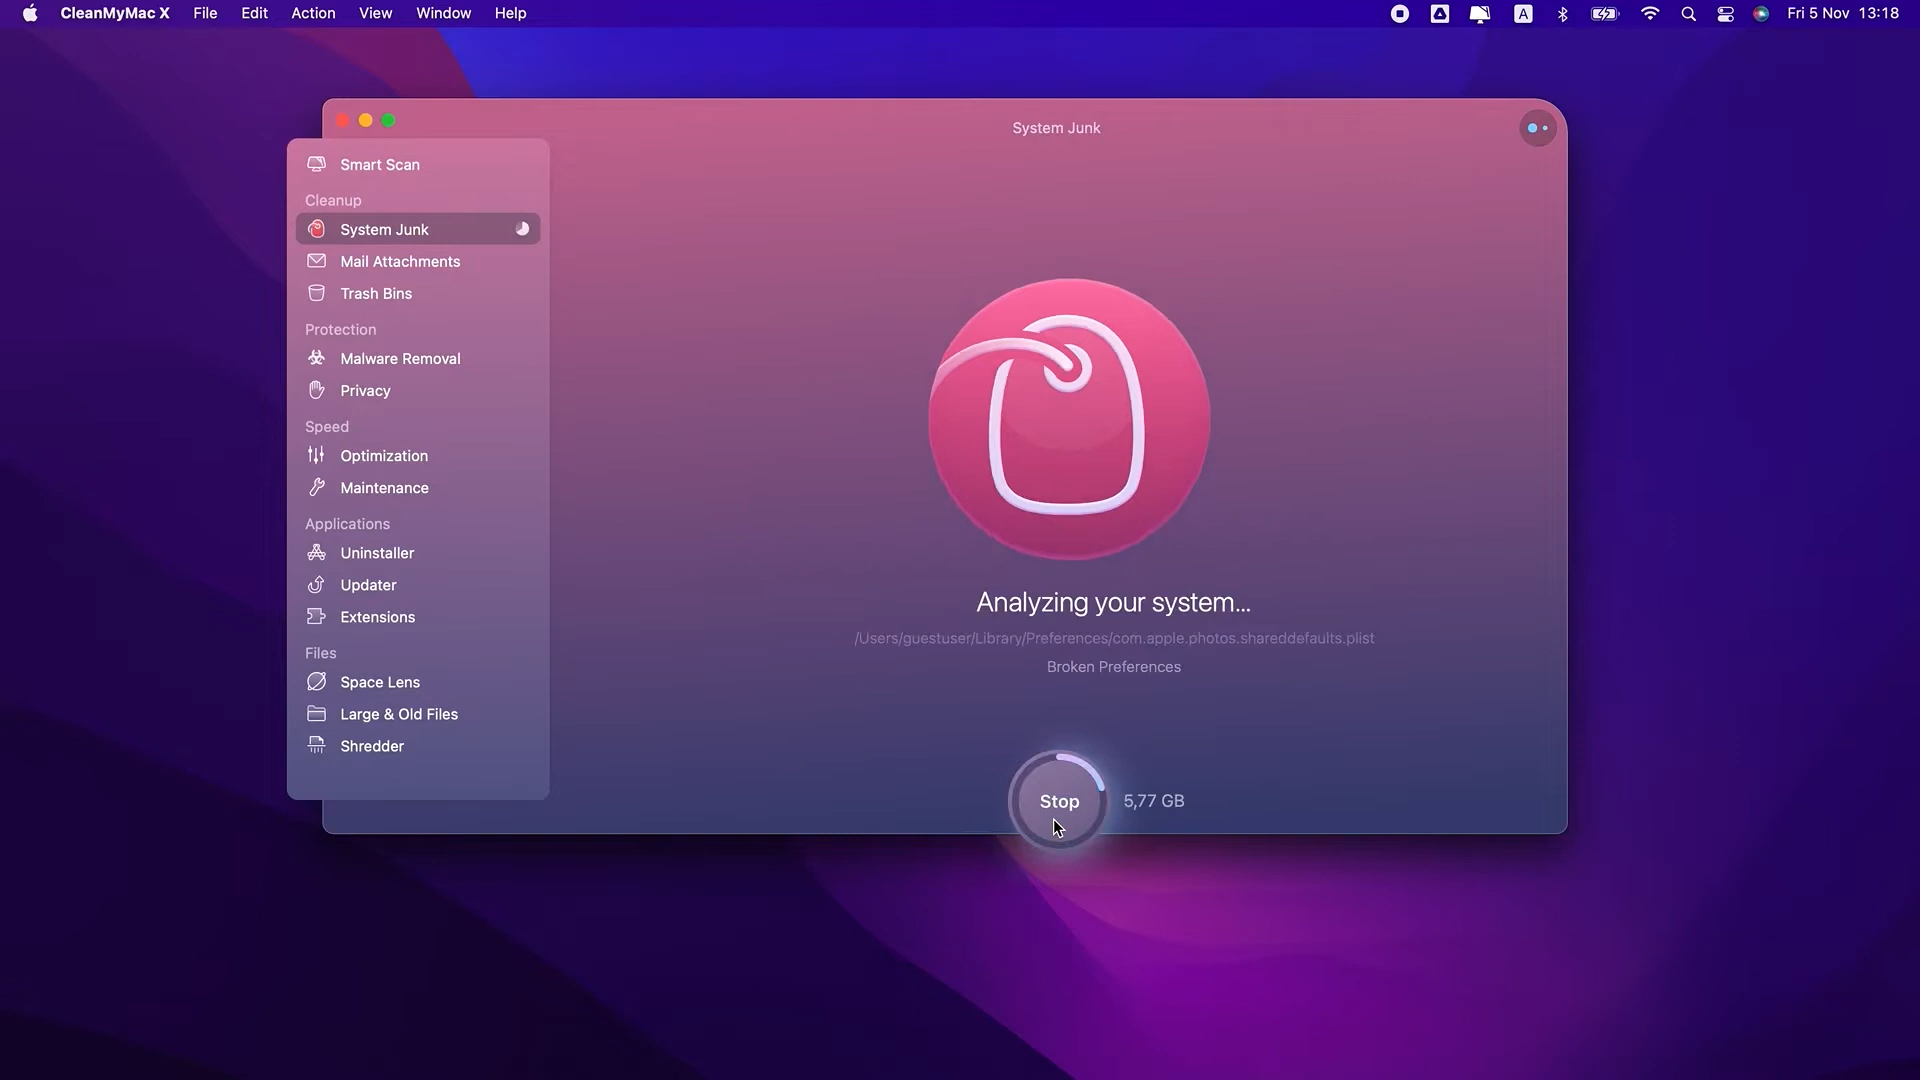 CleanMyMac X File Edit Action View Window Help A Fri 5 Nov 13:18
System Junk
Smart Scan
Cleanup
System Junk
Mail Attachments
Trash Bins
Protection
Malware Removal
Privacy
Speed
Optimization
Maintenance
Applications
Uninstaller
Updater
Extensions
Files
Space Lens
Large & Old Files
Shredder
Analyzing your system...
/Users/guestuser/Library/Preferences/com.apple.photos.shareddefaults.plist
Broken Preferences
Stop 5,77 GB